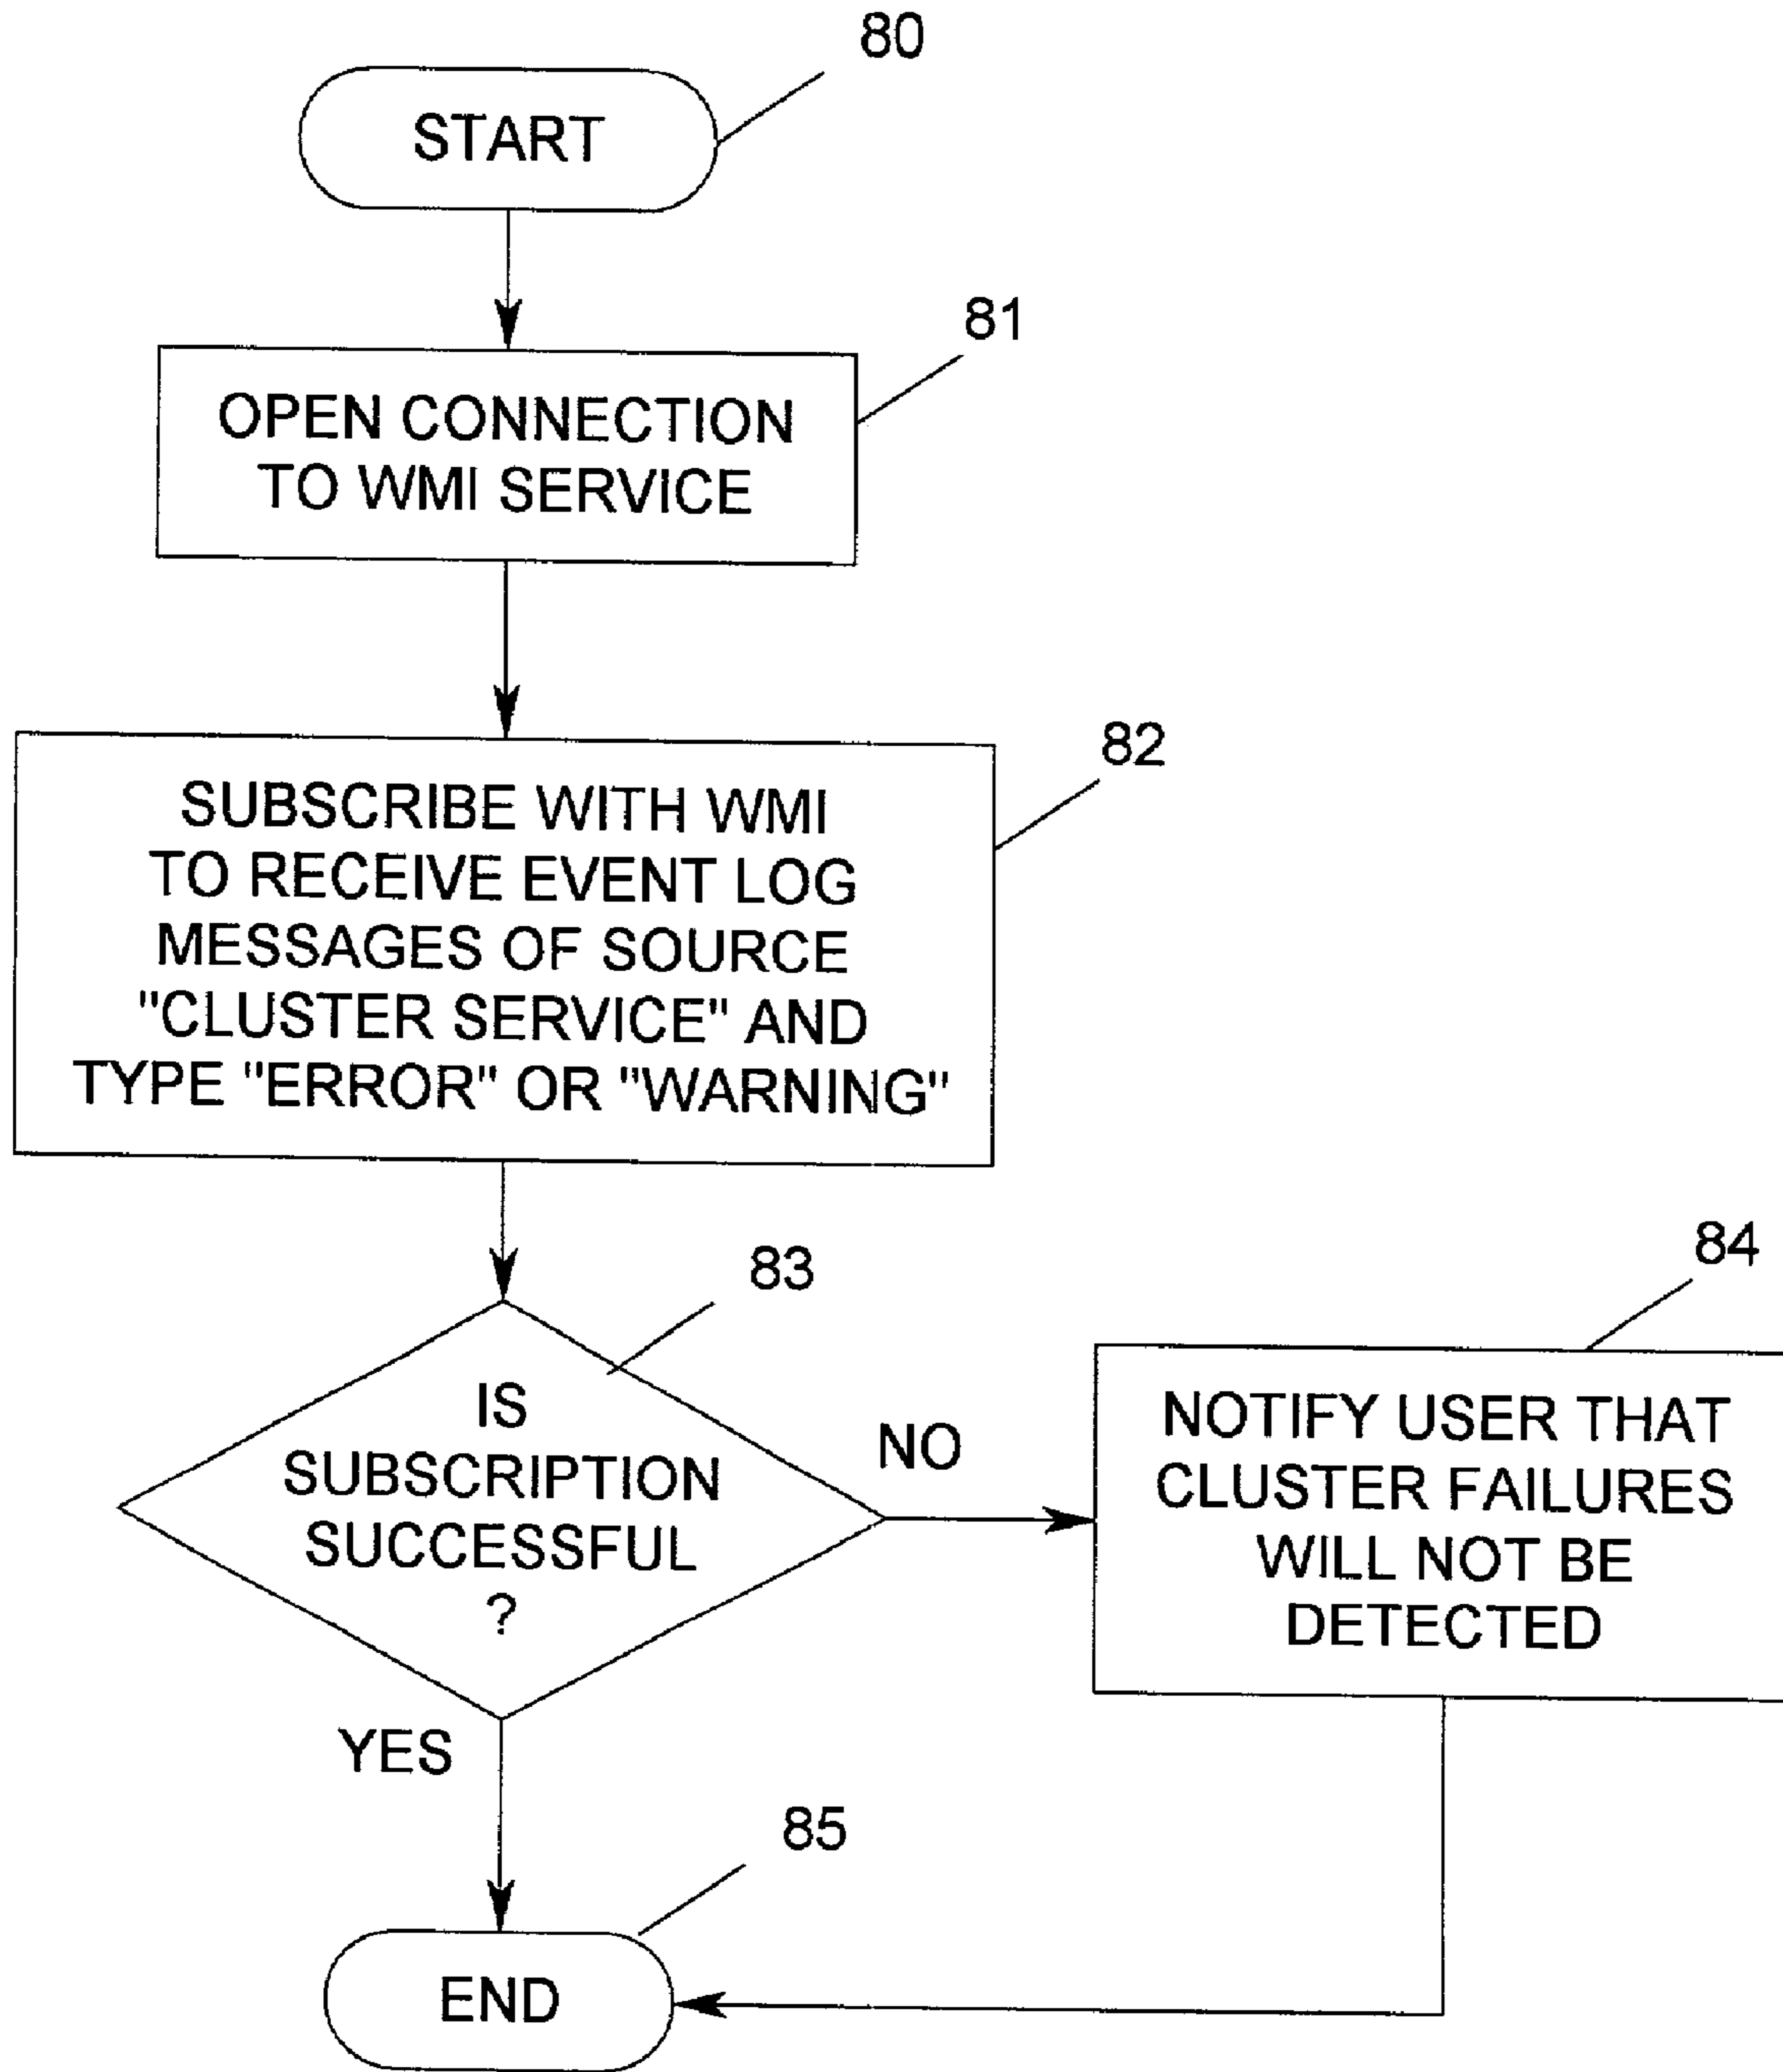 80
START
81
OPEN CONNECTION
TO WMI SERVICE
82
SUBSCRIBE WITH WMI
TO RECEIVE EVENT LOG
MESSAGES OF SOURCE
"CLUSTER SERVICE" AND
TYPE "ERROR" OR "WARNING"
83
IS
SUBSCRIPTION
SUCCESSFUL
?
NO
84
NOTIFY USER THAT
CLUSTER FAILURES
WILL NOT BE
DETECTED
YES
85
END